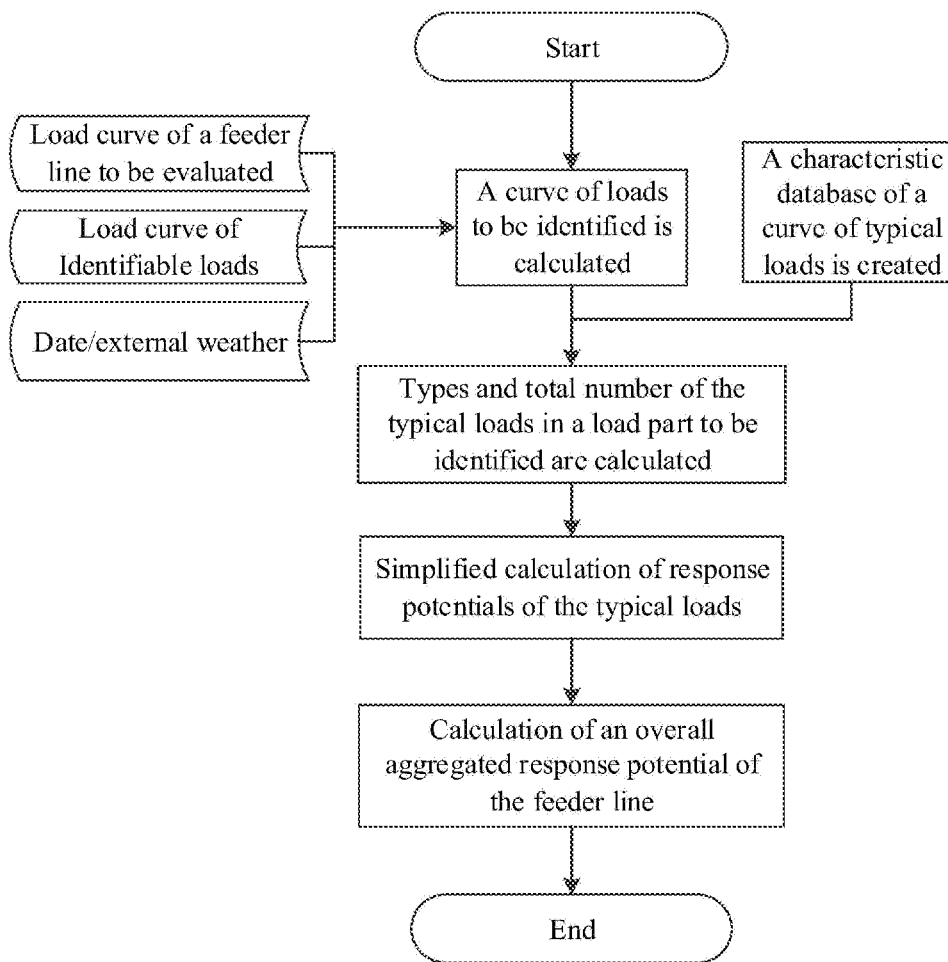 Start
Load curve of a feeder
line to be evaluated
Load curve of
Identifiable loads
Date/external weather
A curve of loads
to be identified is
calculated
A characteristic
database of a
curve of typical
loads is created
Types and total number of the
typical loads in a load part to be
identified are calculated
Simplified calculation of response
potentials of the typical loads
Calculation of an overall
aggregated response potential of
the feeder line
End